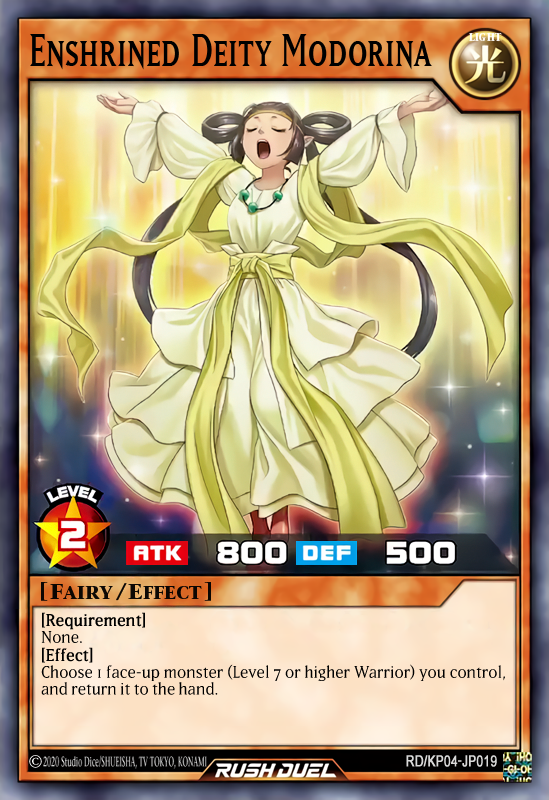 Enshrined Deity Modorina
LIGHT
光
LEVEL
2
ATK 800 DEF 500
[Fairy/Effect]
[Requirement]
None.
[Effect]
Choose 1 face-up monster (Level 7 or higher Warrior) you control,
and return it to the hand.
©2020 Studio Dice/SHUEISHA, TV TOKYO, KONAMI
RUSH DUEL
RD/KP04-JP019